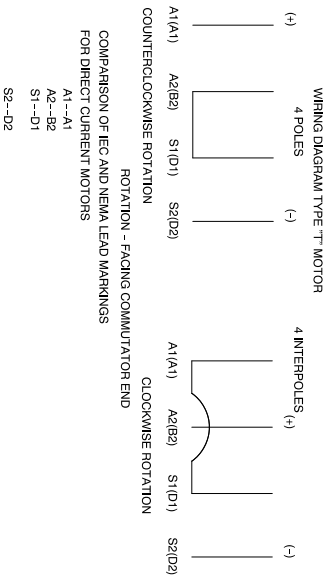 WIRING DIAGRAM TYPE "T" MOTOR
4 POLES 4 INTERPOLES
(+) (-) (+) (-)
A1(A1) A2(B2) S1(D1) S2(D2) A1(A1) A2(B2) S1(D1) S2(D2)
COUNTERCLOCKWISE ROTATION CLOCKWISE ROTATION
ROTATION - FACING COMMUTATOR END
COMPARISON OF IEC AND NEMA LEAD MARKINGS
FOR DIRECT CURRENT MOTORS
A1--A1
A2--B2
S1--D1
S2--D2